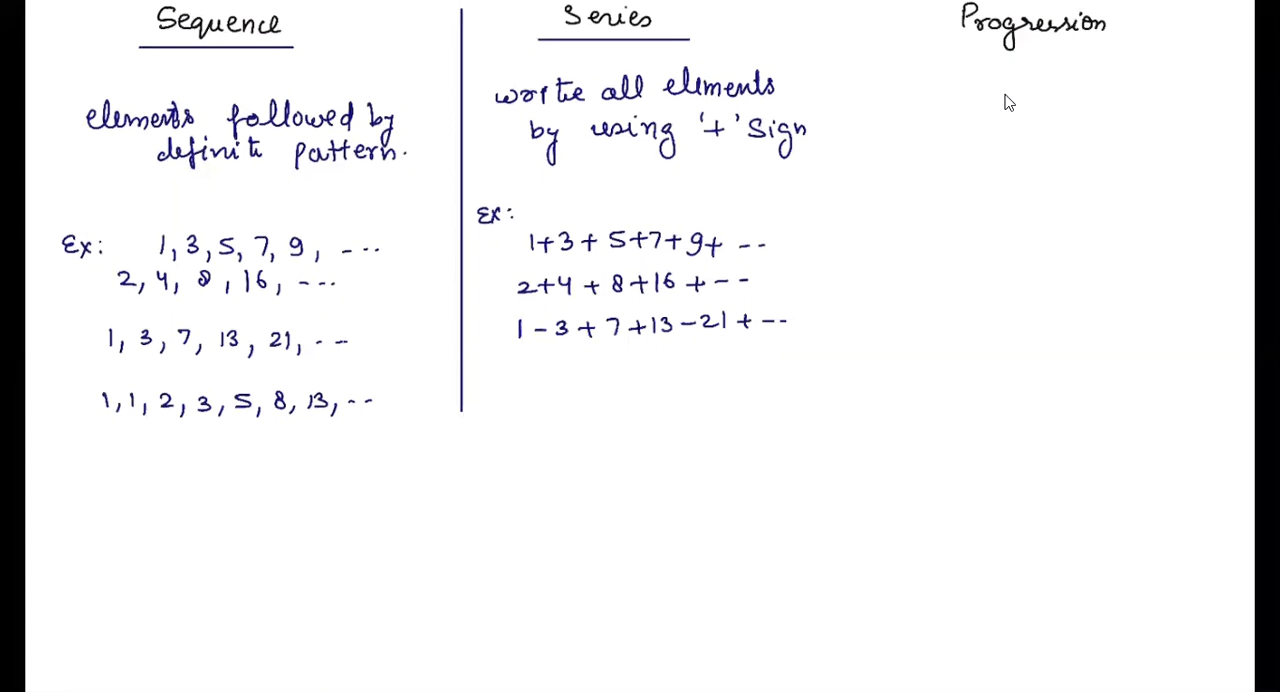 Sequence
elements followed by
definite pattern.
Ex: 1, 3, 5, 7, 9, ----
2, 4, 8, 16, ----
1, 3, 7, 13, 21, ---
1, 1, 2, 3, 5, 8, 13, ---
Series
write all elements
by using '+' sign
Ex:
1+3+5+7+9+ --
2+4+8+16+--
1-3+7+13-21+--
Progression